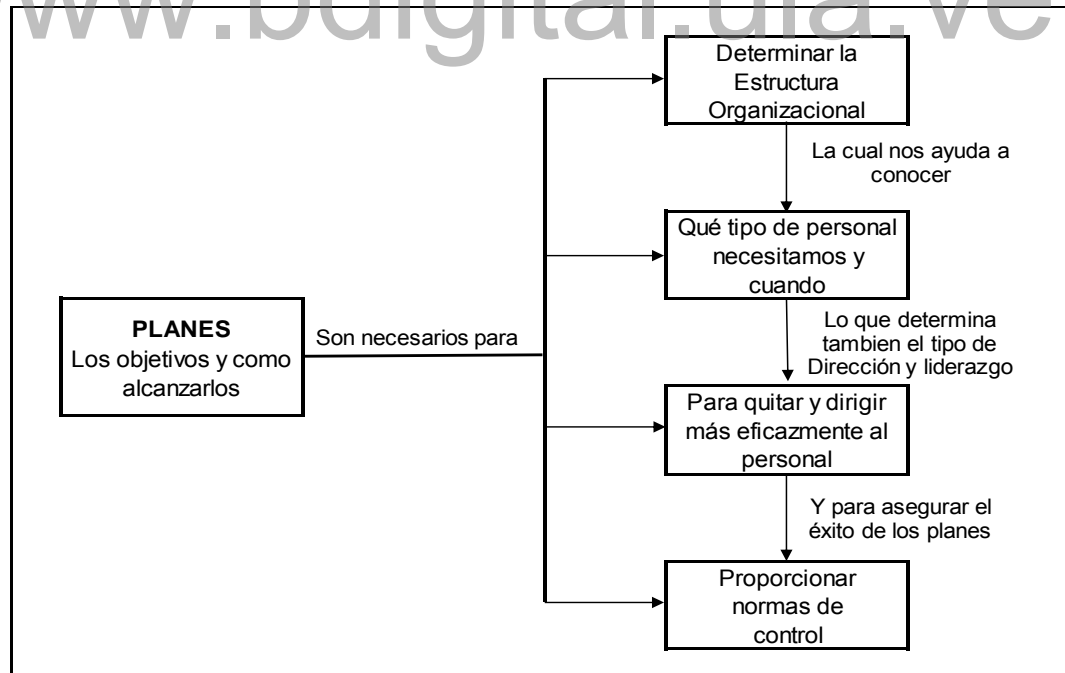 www.bdigital.ula.ve
Determinar la
Estructura
Organizacional
La cual nos ayuda a
conocer
Qué tipo de personal
necesitamos y
cuando
PLANES
Los objetivos y como
alcanzarlos
Son necesarios para
Lo que determina
tambien el tipo de
Dirección y liderazgo
Para quitar y dirigir
más eficazmente al
personal
Y para asegurar el
éxito de los planes
Proporcionar
normas de
control